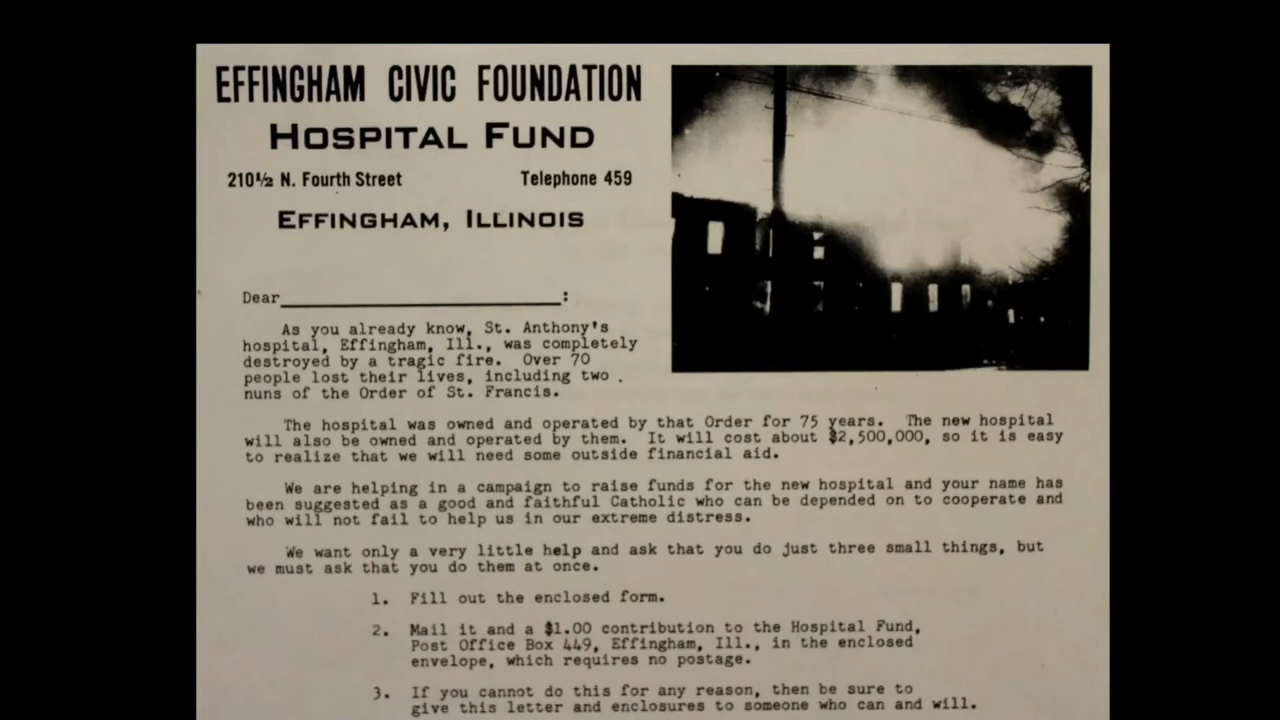 EFFINGHAM CIVIC FOUNDATION
HOSPITAL FUND
210½ N. Fourth Street Telephone 459
EFFINGHAM, ILLINOIS
Dear____________________:
As you already know, St. Anthony's
hospital, Effingham, Ill., was completely
destroyed by a tragic fire. Over 70
people lost their lives, including two
nuns of the Order of St. Francis.
The hospital was owned and operated by that Order for 75 years. The new hospital
will also be owned and operated by them. It will cost about $2,500,000, so it is easy
to realize that we will need some outside financial aid.
We are helping in a campaign to raise funds for the new hospital and your name has
been suggested as a good and faithful Catholic who can be depended on to cooperate and
who will not fail to help us in our extreme distress.
We want only a very little help and ask that you do just three small things, but
we must ask that you do them at once.
1. Fill out the enclosed form.
2. Mail it and a $1.00 contribution to the Hospital Fund,
Post Office Box 449, Effingham, Ill., in the enclosed
envelope, which requires no postage.
3. If you cannot do this for any reason, then be sure to
give this letter and enclosures to someone who can and will.